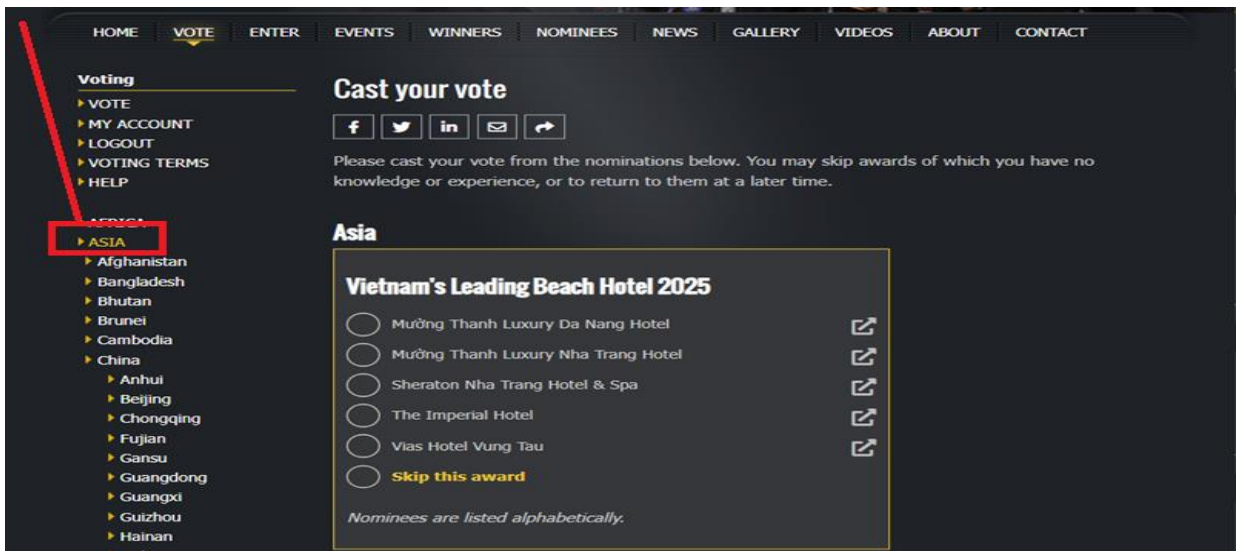 HOME VOTE ENTER EVENTS WINNERS NOMINEES NEWS GALLERY VIDEOS ABOUT CONTACT
Voting
VOTE
MY ACCOUNT
LOGOUT
VOTING TERMS
HELP
AFRICA
ASIA
Afghanistan
Bangladesh
Bhutan
Brunei
Cambodia
China
Anhui
Beijing
Chongqing
Fujian
Gansu
Guangdong
Guangxi
Guizhou
Hainan
Cast your vote
Please cast your vote from the nominations below. You may skip awards of which you have no
knowledge or experience, or to return to them at a later time.
Asia
Vietnam's Leading Beach Hotel 2025
Mường Thanh Luxury Da Nang Hotel
Mường Thanh Luxury Nha Trang Hotel
Sheraton Nha Trang Hotel & Spa
The Imperial Hotel
Vias Hotel Vung Tau
Skip this award
Nominees are listed alphabetically.